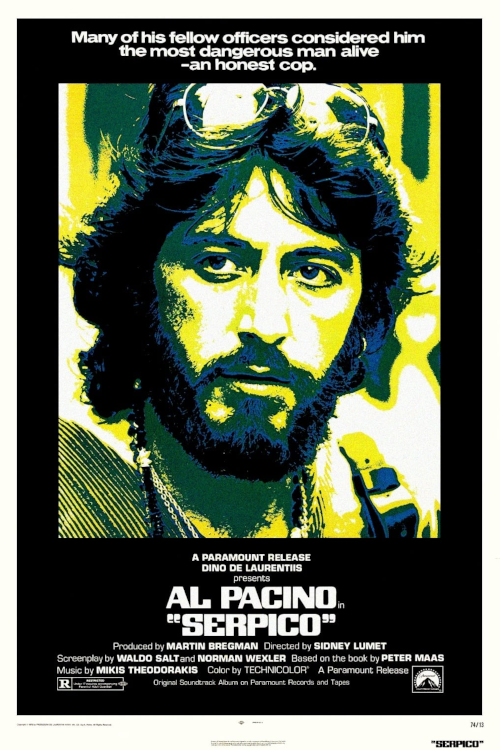 Many of his fellow officers considered him
the most dangerous man alive
-an honest cop.
A PARAMOUNT RELEASE
DINO DE LAURENTIIS
presents
AL PACINO in
"SERPICO"
Produced by MARTIN BREGMAN Directed by SIDNEY LUMET
Screenplay by WALDO SALT and NORMAN WEXLER Based on the book by PETER MAAS
Music by MIKIS THEODORAKIS Color by TECHNICOLOR® A Paramount Release
R RESTRICTED
Original Soundtrack Album on Paramount Records and Tapes
74/13
"SERPICO"